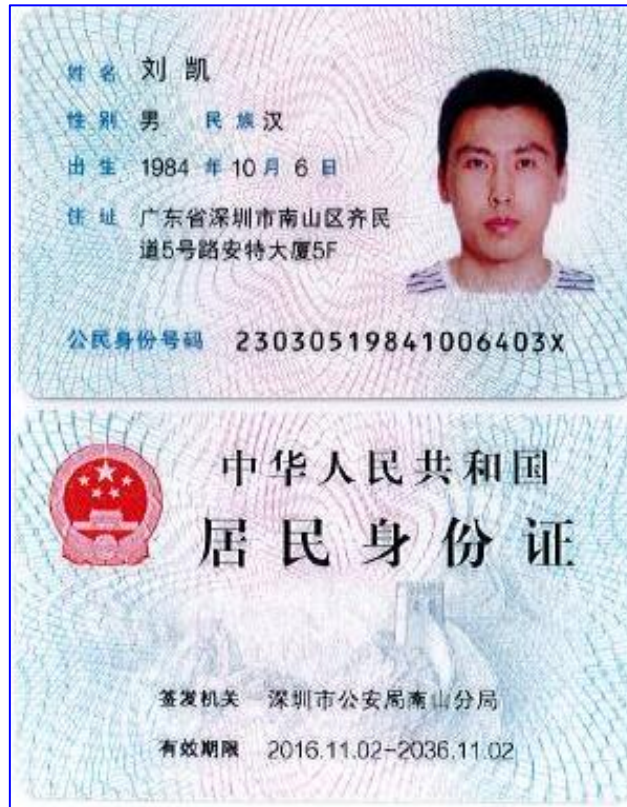 姓名 刘凯
性别 男 民族 汉
出生 1984 年 10 月 6 日
住址 广东省深圳市南山区齐民
道5号路安特大厦5F
公民身份号码 23030519841006403X
中华人民共和国
居民身份证
签发机关 深圳市公安局南山分局
有效期限 2016.11.02-2036.11.02